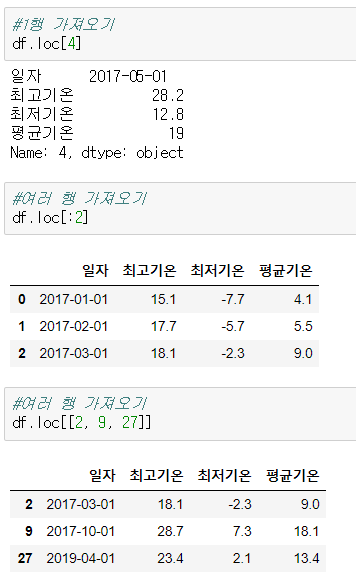 #1행 가져오기
df.loc[4]
일자 2017-05-01
최고기온 28.2
최저기온 12.8
평균기온 19
Name: 4, dtype: object
#여러 행 가져오기
df.loc[:2]
일자 최고기온 최저기온 평균기온
0 2017-01-01 15.1 -7.7 4.1
1 2017-02-01 17.7 -5.7 5.5
2 2017-03-01 18.1 -2.3 9.0
#여러 행 가져오기
df.loc[[2, 9, 27]]
일자 최고기온 최저기온 평균기온
2 2017-03-01 18.1 -2.3 9.0
9 2017-10-01 28.7 7.3 18.1
27 2019-04-01 23.4 2.1 13.4